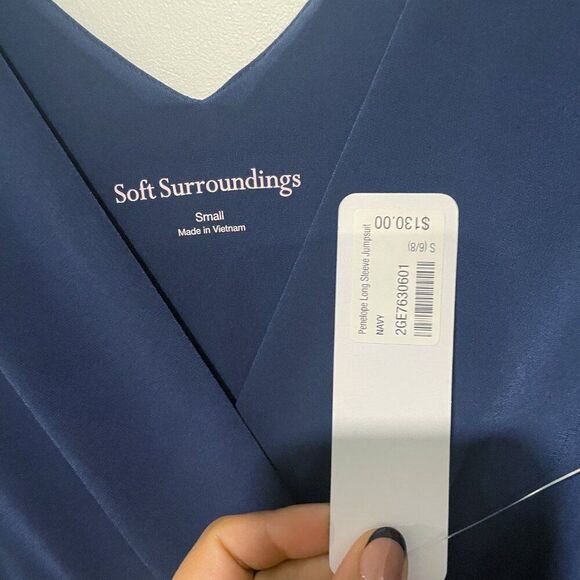 Soft Surroundings
Small
Made in Vietnam
Penelope Long Sleeve Jumpsuit
NAVY
2GE7630601
S (6/8)
$130.00